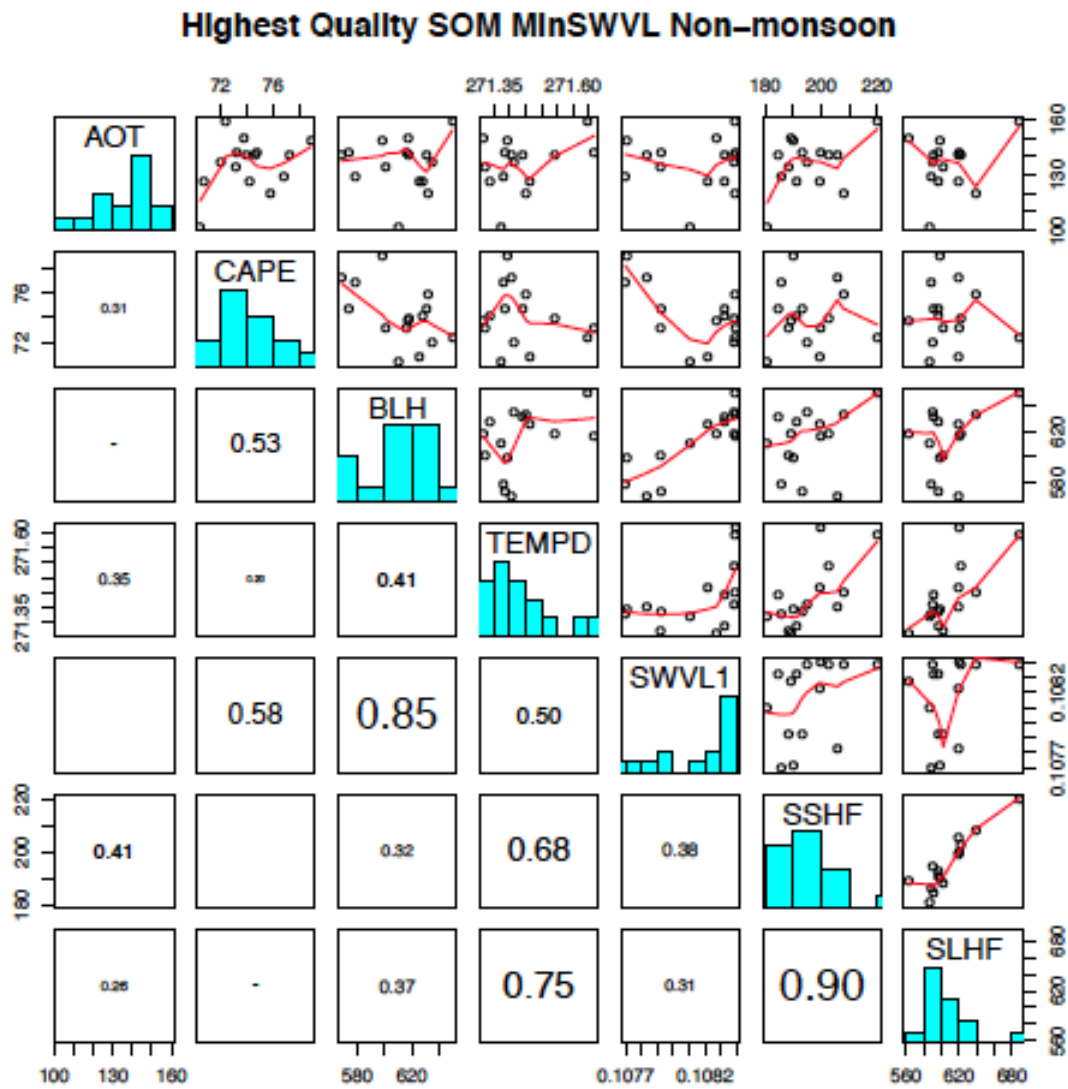 Highest Quality SOM MinSWVL Non-monsoon
72 76 271.35 271.60 180 200 220
AOT 160 130 100
76 72 0.31 CAPE
- 0.53 BLH 620 580
271.60 271.35 0.35 0.20 0.41 TEMPD
0.58 0.85 0.50 SWVL1 0.1082 0.1077
220 200 180 0.41 0.32 0.68 0.38 SSHF
0.26 - 0.37 0.75 0.31 0.90 SLHF 680 620 560
100 130 160 580 620 0.1077 0.1082 560 620 680